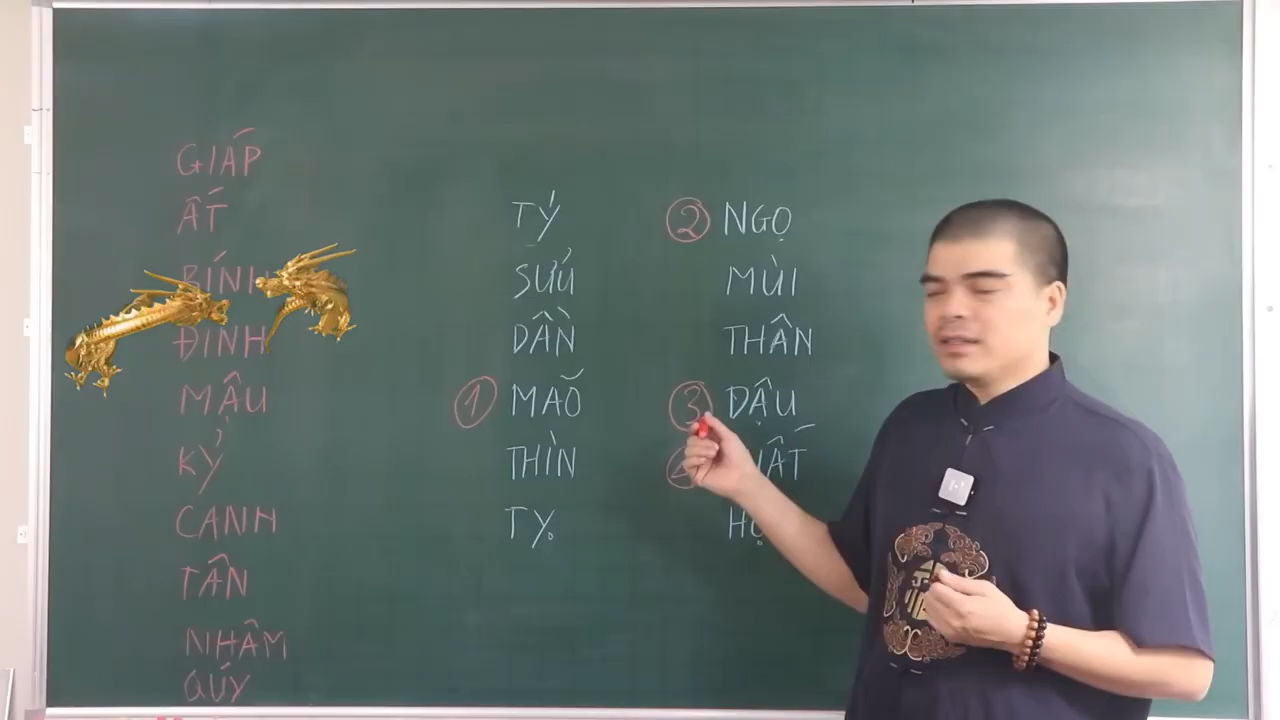 GIÁP
ẤT
BÍNH
ĐINH
MẬU
KỶ
CANH
TÂN
NHÂM
QUÝ
TÝ
SỬU
DẦN
① MÃO
THÌN
TỴ
② NGỌ
MÙI
THÂN
③ DẬU